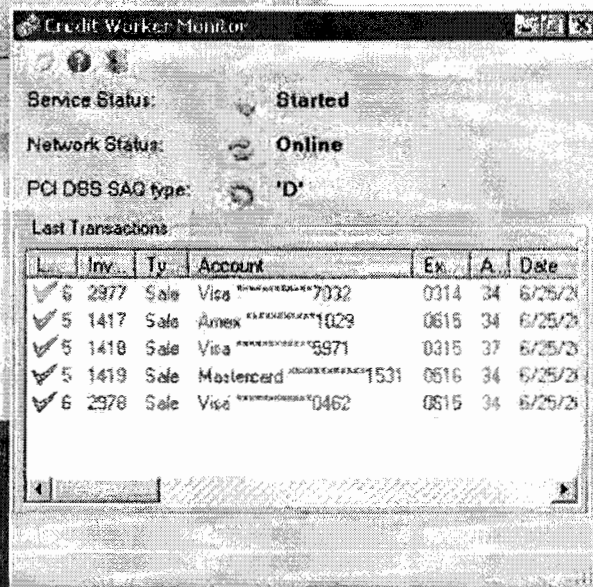 Credit Worker Monitor
Service Status: Started
Network Status: Online
PCI DSS SAQ type: 'D'
Last Transactions
L... Inv... Ty... Account Ex... A... Date
6 2977 Sale Visa ************7032 0314 34 6/25/2
5 1417 Sale Amex ***********1029 0615 34 6/25/2
5 1418 Sale Visa ************5971 0315 37 6/25/2
5 1419 Sale Mastercard ************1531 0516 34 6/25/2
6 2978 Sale Visa ************0462 0815 34 6/25/2